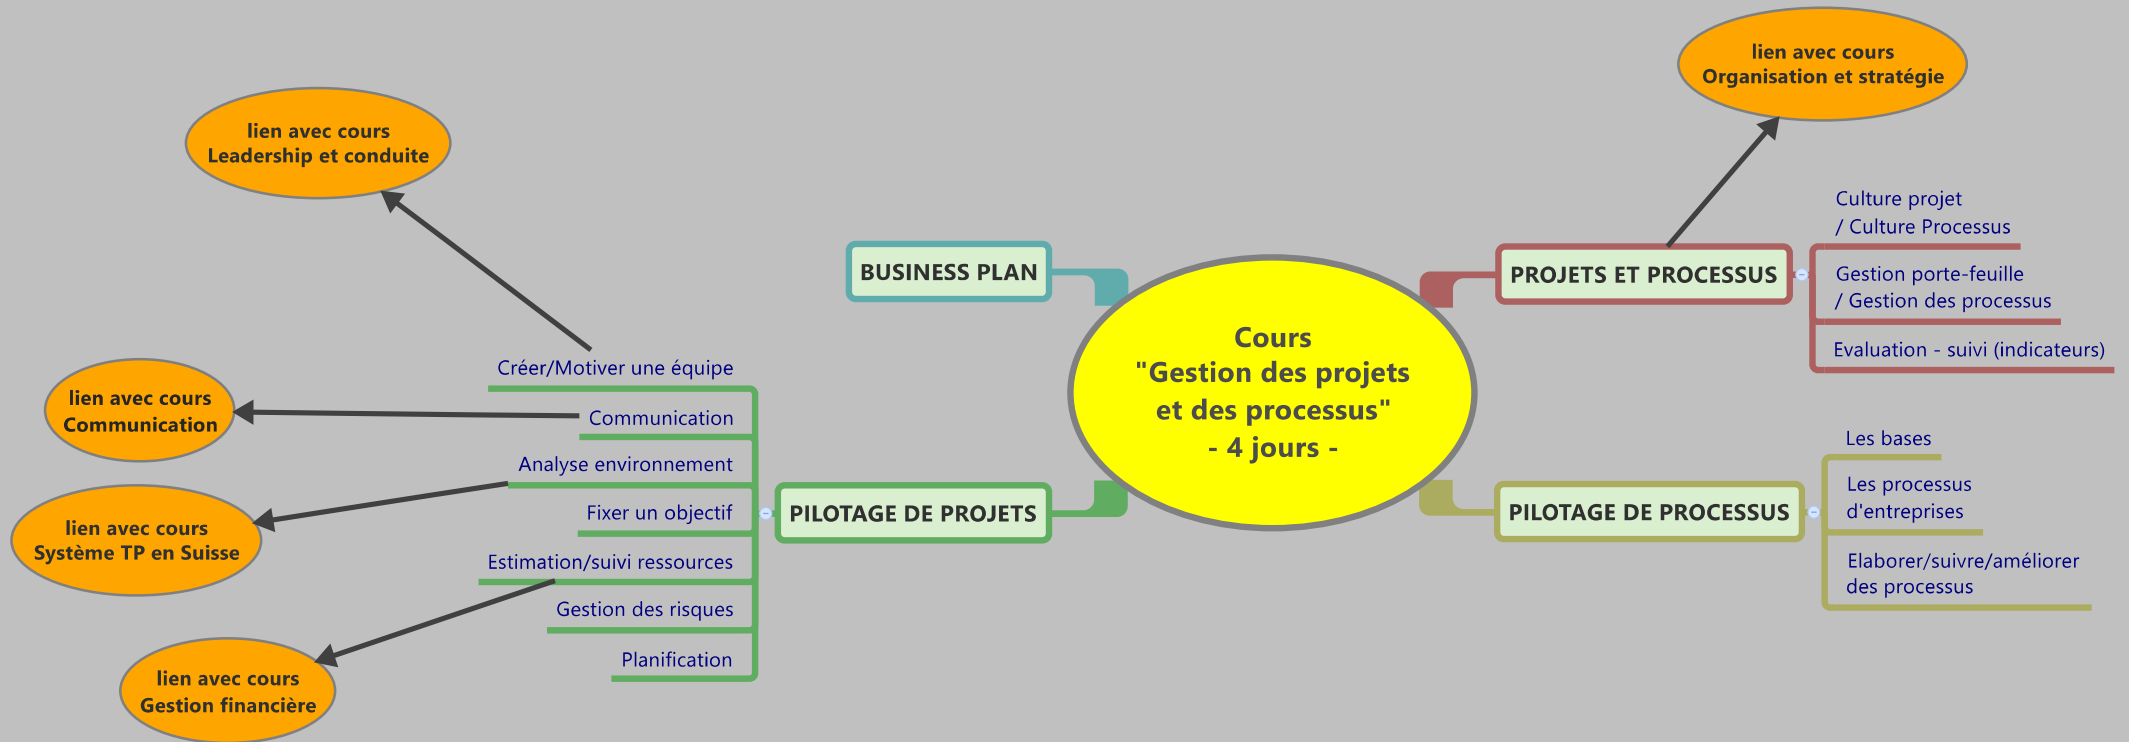 Cours
"Gestion des projets
et des processus"
- 4 jours -
PROJETS ET PROCESSUS
lien avec cours
Organisation et stratégie
Culture projet
/ Culture Processus
Gestion porte-feuille
/ Gestion des processus
Evaluation - suivi (indicateurs)
PILOTAGE DE PROCESSUS
Les bases
Les processus
d'entreprises
Elaborer/suivre/améliorer
des processus
BUSINESS PLAN
PILOTAGE DE PROJETS
Créer/Motiver une équipe
Communication
Analyse environnement
Fixer un objectif
Estimation/suivi ressources
Gestion des risques
Planification
lien avec cours
Leadership et conduite
lien avec cours
Communication
lien avec cours
Système TP en Suisse
lien avec cours
Gestion financière